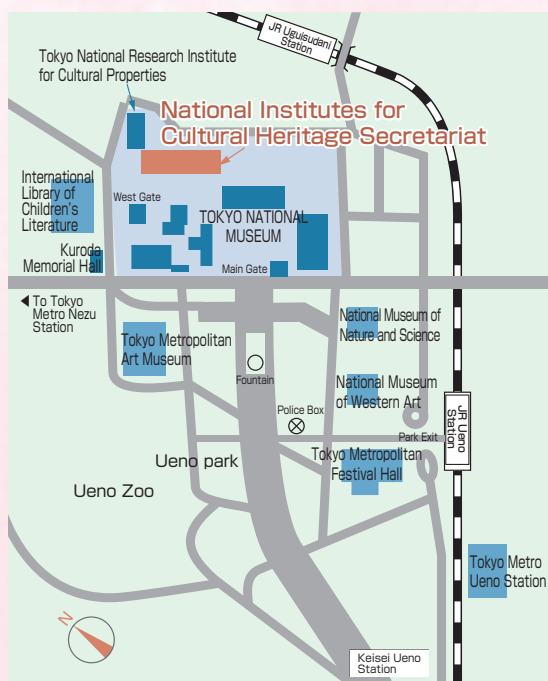 JR Uguisudani
Station
Tokyo National Research Institute
for Cultural Properties
National Institutes for
Cultural Heritage Secretariat
International
Library of
Children's
Literature
West Gate
TOKYO NATIONAL
MUSEUM
Kuroda
Memorial Hall
Main Gate
To Tokyo
Metro Nezu
Station
National Museum of
Nature and Science
Tokyo Metropolitan
Art Museum
Fountain
National Museum
of Western Art
Police Box
Park Exit
JR Ueno
Station
Ueno park
Tokyo Metropolitan
Festival Hall
Ueno Zoo
Tokyo Metro
Ueno Station
N
Keisei Ueno
Station